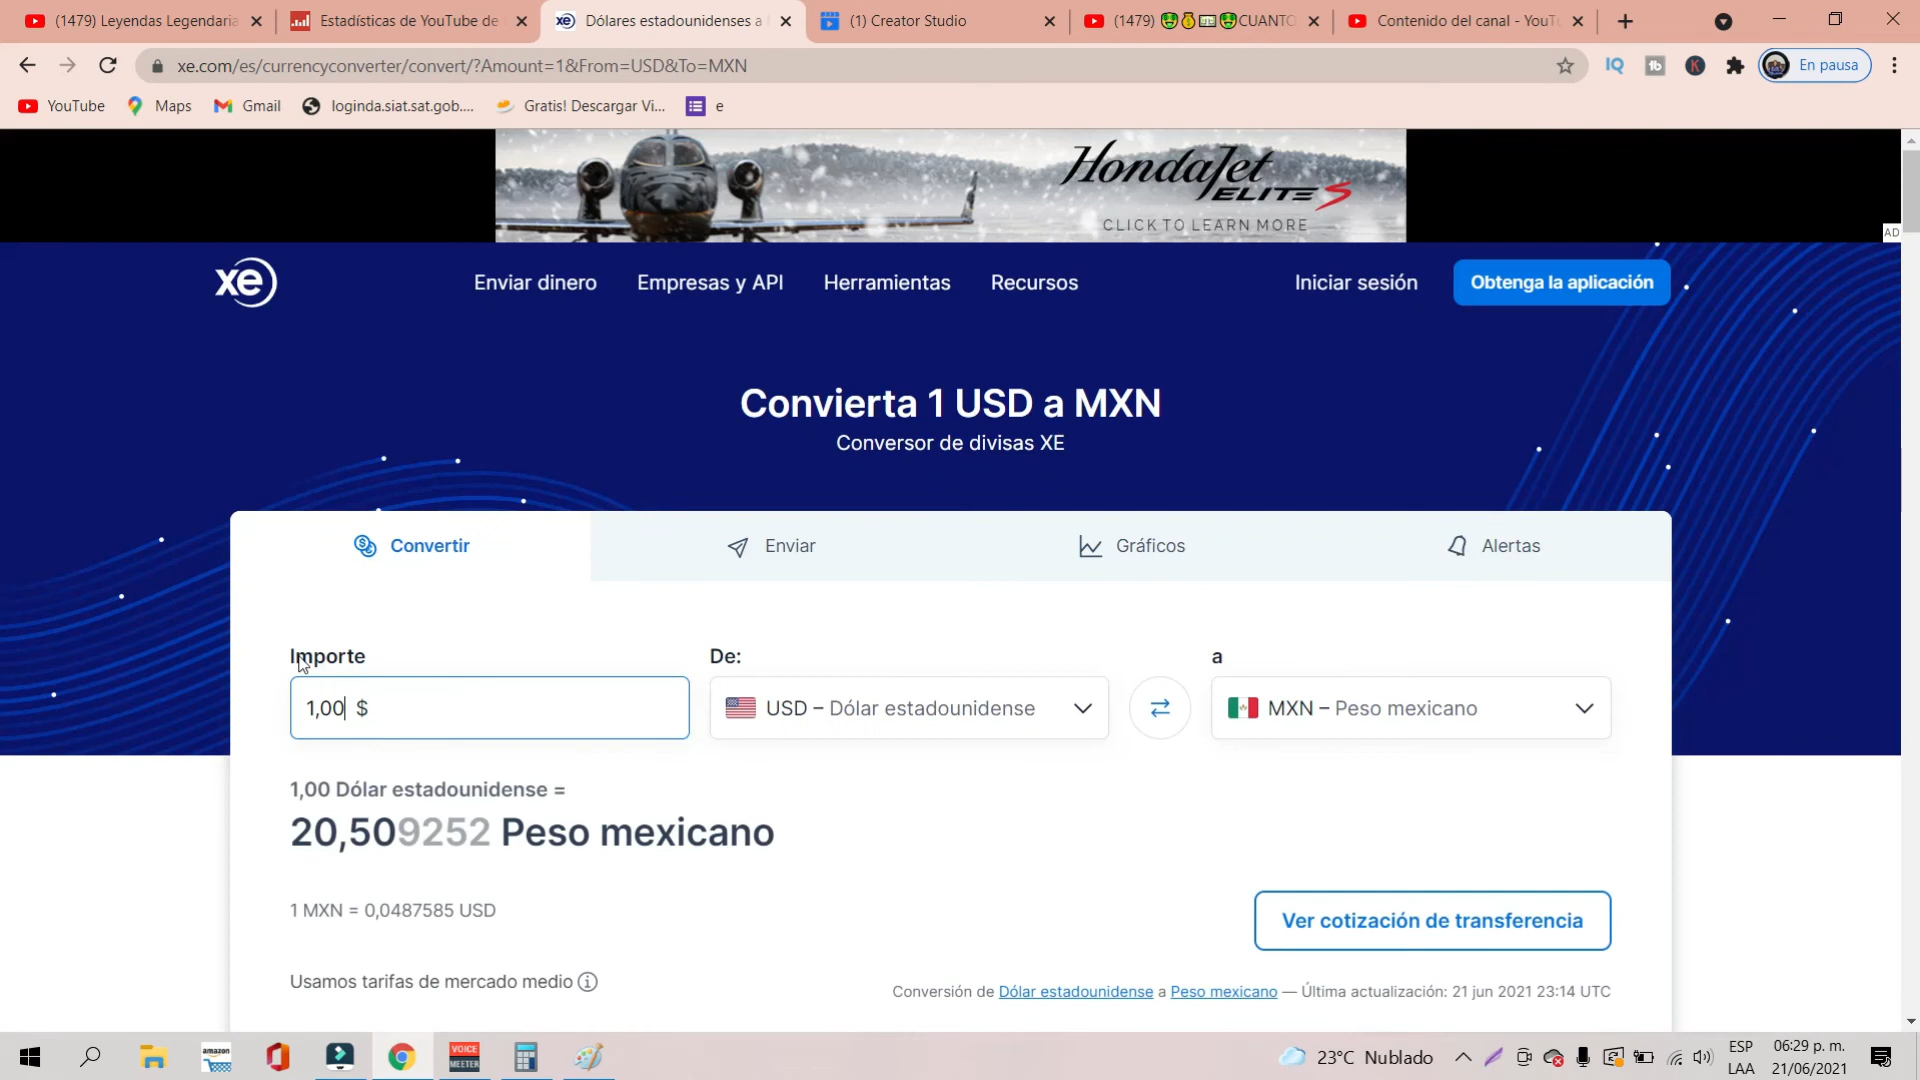 (1479) Leyendas Legendaria
Estadísticas de YouTube de
Dólares estadounidenses a
(1) Creator Studio
(1479) 🤑💰💵🤑CUANTO
Contenido del canal - YouT
xe.com/es/currencyconverter/convert/?Amount=1&From=USD&To=MXN
IQ
En pausa
YouTube
Maps
Gmail
loginda.siat.sat.gob....
Gratis! Descargar Vi...
e
HondaJet
ELITE S
CLICK TO LEARN MORE
AD
xe
Enviar dinero
Empresas y API
Herramientas
Recursos
Iniciar sesión
Obtenga la aplicación
Convierta 1 USD a MXN
Conversor de divisas XE
Convertir
Enviar
Gráficos
Alertas
Importe
De:
a
1,00 $
USD – Dólar estadounidense
MXN – Peso mexicano
1,00 Dólar estadounidense =
20,509252 Peso mexicano
1 MXN = 0,0487585 USD
Ver cotización de transferencia
Usamos tarifas de mercado medio
Conversión de Dólar estadounidense a Peso mexicano — Última actualización: 21 jun 2021 23:14 UTC
amazon
VOICE
MEETER
23°C Nublado
ESP
LAA
06:29 p. m.
21/06/2021